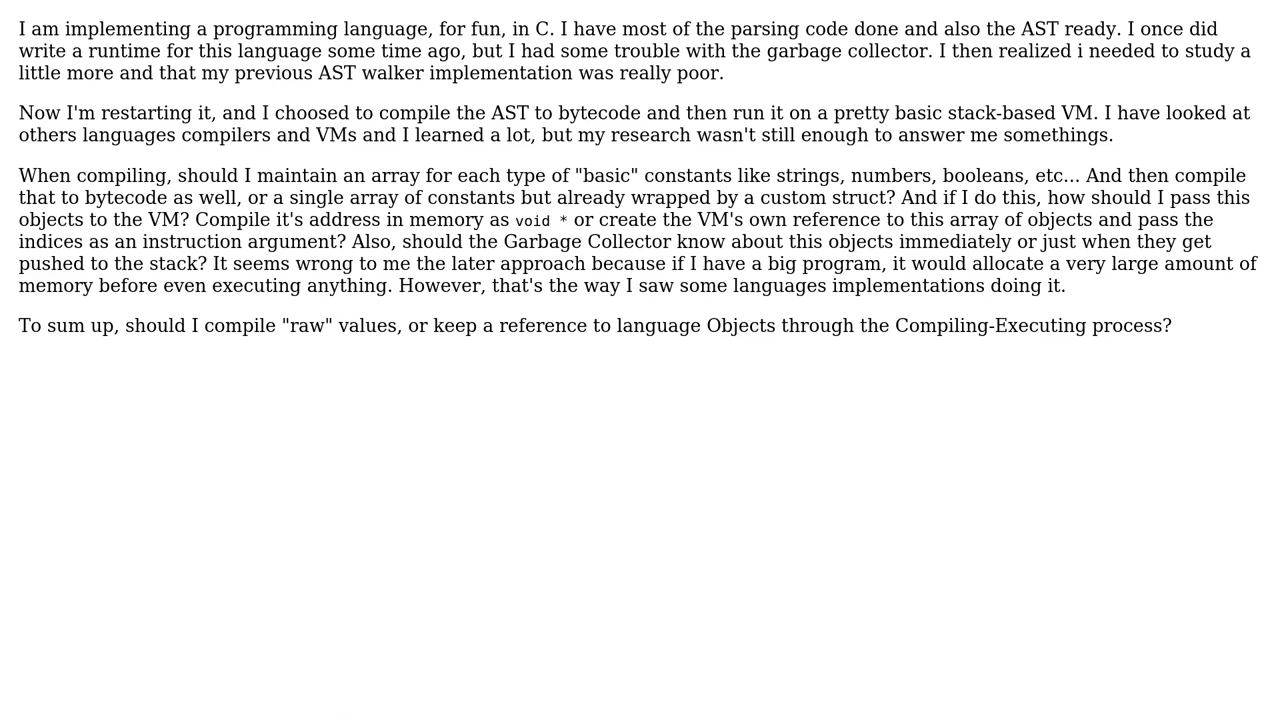 I am implementing a programming language, for fun, in C. I have most of the parsing code done and also the AST ready. I once did
write a runtime for this language some time ago, but I had some trouble with the garbage collector. I then realized i needed to study a
little more and that my previous AST walker implementation was really poor.
Now I'm restarting it, and I choosed to compile the AST to bytecode and then run it on a pretty basic stack-based VM. I have looked at
others languages compilers and VMs and I learned a lot, but my research wasn't still enough to answer me somethings.
When compiling, should I maintain an array for each type of "basic" constants like strings, numbers, booleans, etc... And then compile
that to bytecode as well, or a single array of constants but already wrapped by a custom struct? And if I do this, how should I pass this
objects to the VM? Compile it's address in memory as void * or create the VM's own reference to this array of objects and pass the
indices as an instruction argument? Also, should the Garbage Collector know about this objects immediately or just when they get
pushed to the stack? It seems wrong to me the later approach because if I have a big program, it would allocate a very large amount of
memory before even executing anything. However, that's the way I saw some languages implementations doing it.
To sum up, should I compile "raw" values, or keep a reference to language Objects through the Compiling-Executing process?